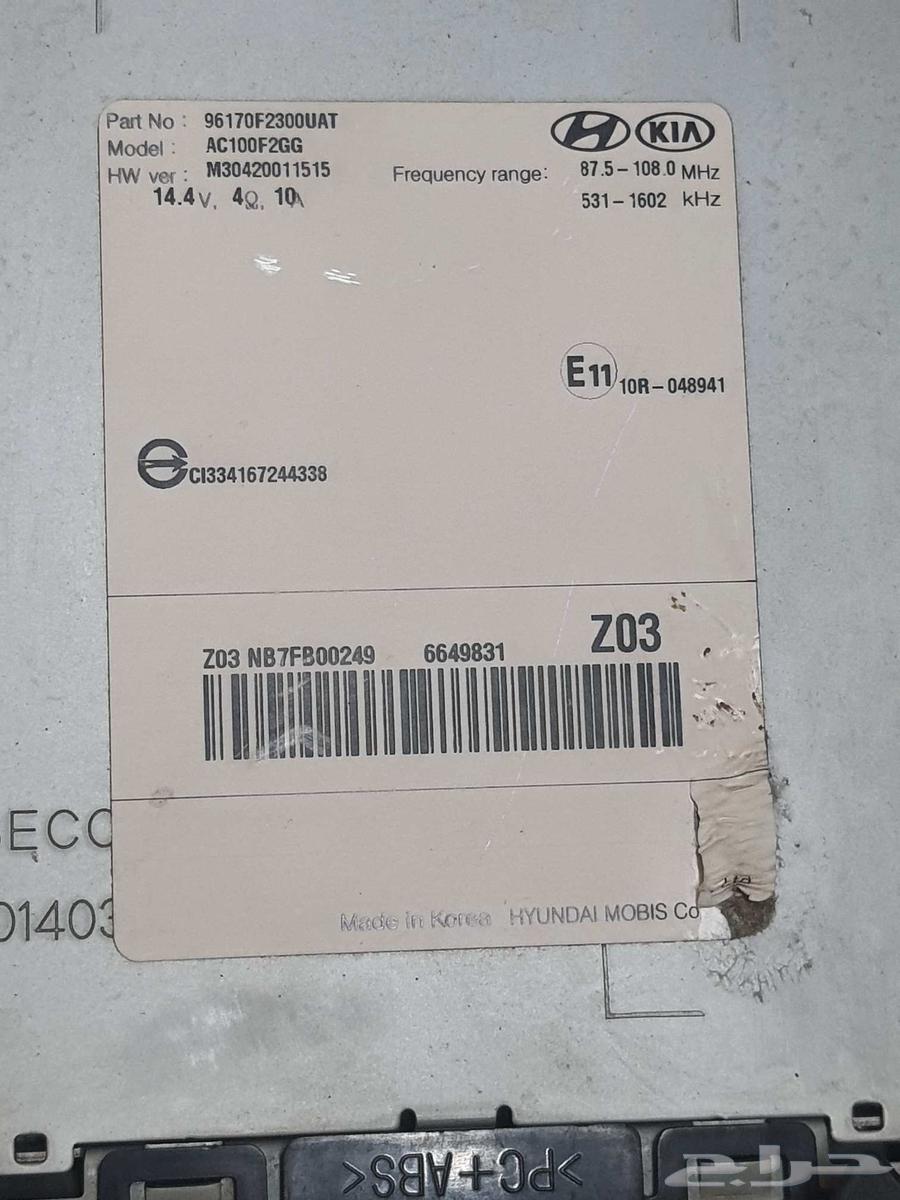 Part No : 96170F2300UAT
Model : AC100F2GG
HW ver : M30420011515
14.4V, 4Ω, 10A
KIA
Frequency range: 87.5-108.0 MHz
531-1602 kHz
E11 10R-048941
CI334167244338
Z03
Z03 NB7FB00249 6649831
ECC
01403
Made in Korea HYUNDAI MOBIS Co
>PC+ABS<
حراج